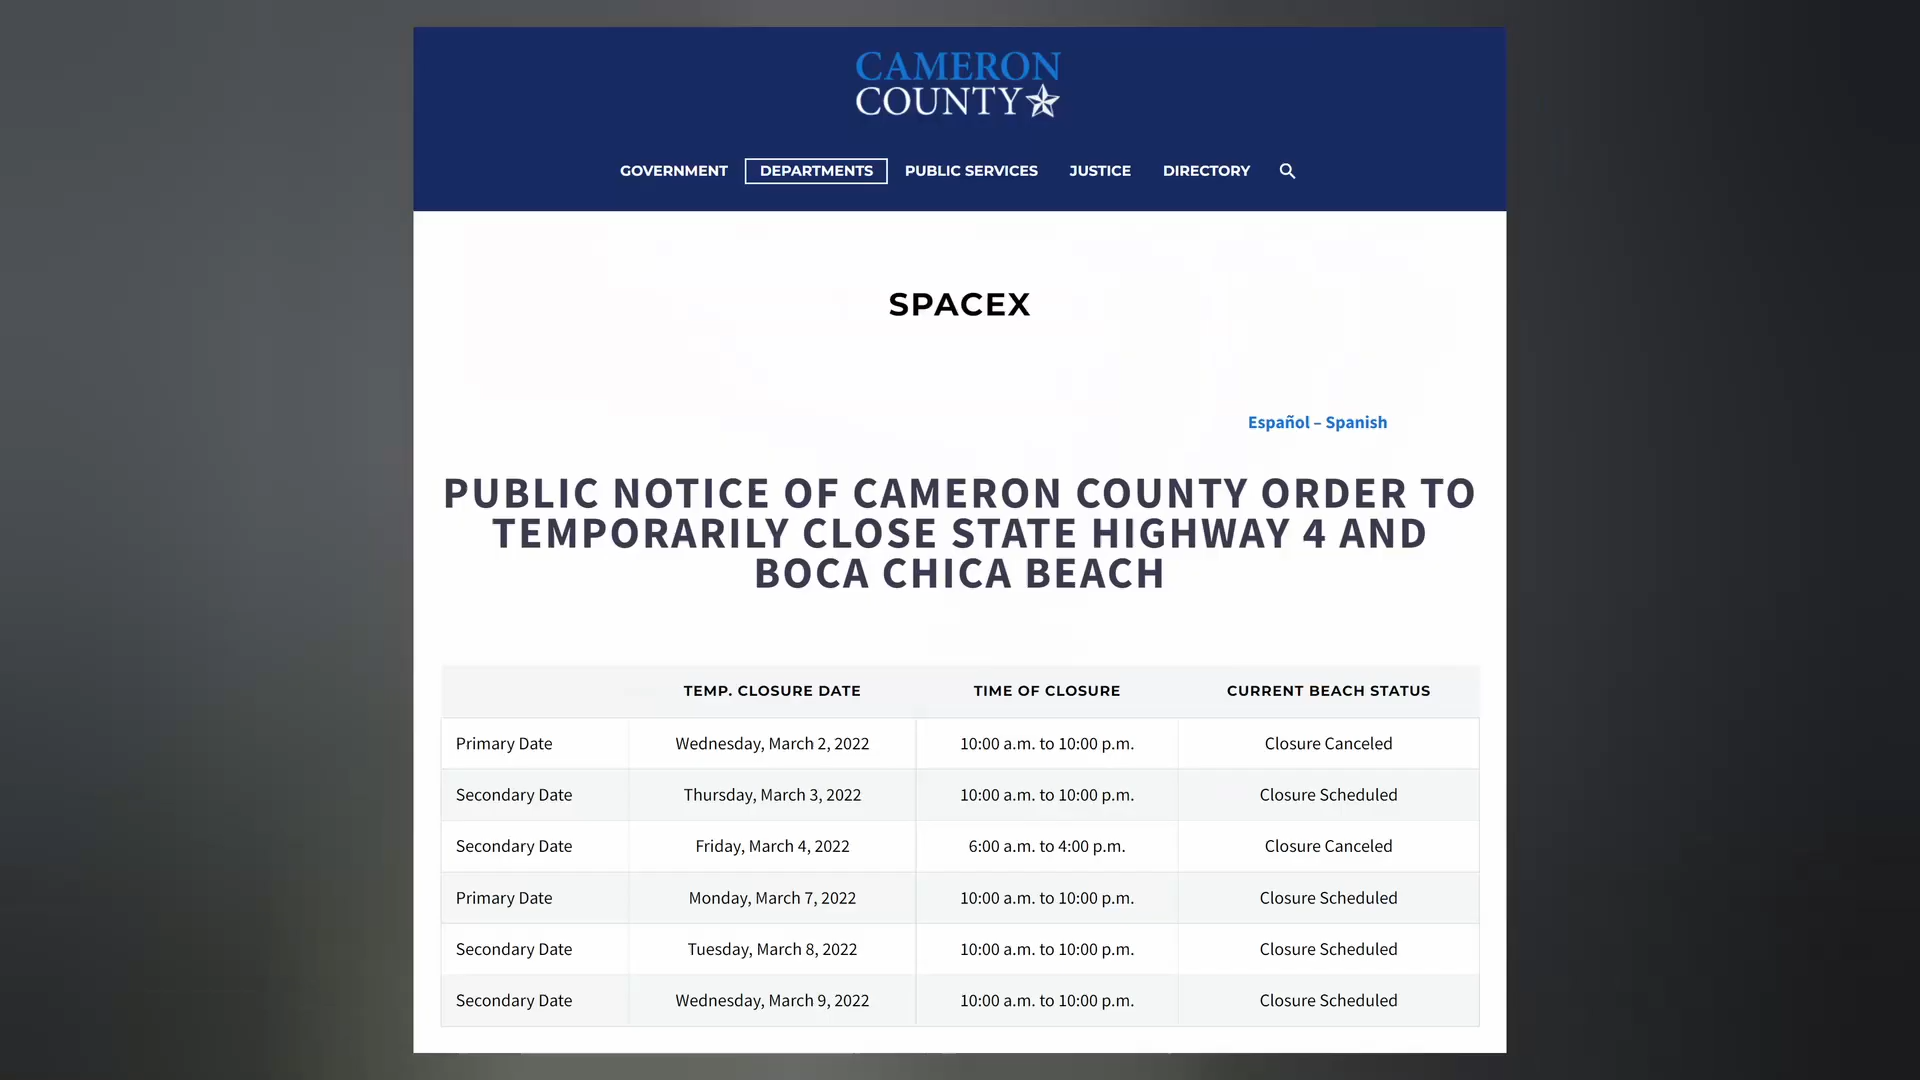 CAMERON
COUNTY
GOVERNMENT DEPARTMENTS PUBLIC SERVICES JUSTICE DIRECTORY
SPACEX
Español – Spanish
PUBLIC NOTICE OF CAMERON COUNTY ORDER TO
TEMPORARILY CLOSE STATE HIGHWAY 4 AND
BOCA CHICA BEACH
TEMP. CLOSURE DATE TIME OF CLOSURE CURRENT BEACH STATUS
Primary Date Wednesday, March 2, 2022 10:00 a.m. to 10:00 p.m. Closure Canceled
Secondary Date Thursday, March 3, 2022 10:00 a.m. to 10:00 p.m. Closure Scheduled
Secondary Date Friday, March 4, 2022 6:00 a.m. to 4:00 p.m. Closure Canceled
Primary Date Monday, March 7, 2022 10:00 a.m. to 10:00 p.m. Closure Scheduled
Secondary Date Tuesday, March 8, 2022 10:00 a.m. to 10:00 p.m. Closure Scheduled
Secondary Date Wednesday, March 9, 2022 10:00 a.m. to 10:00 p.m. Closure Scheduled